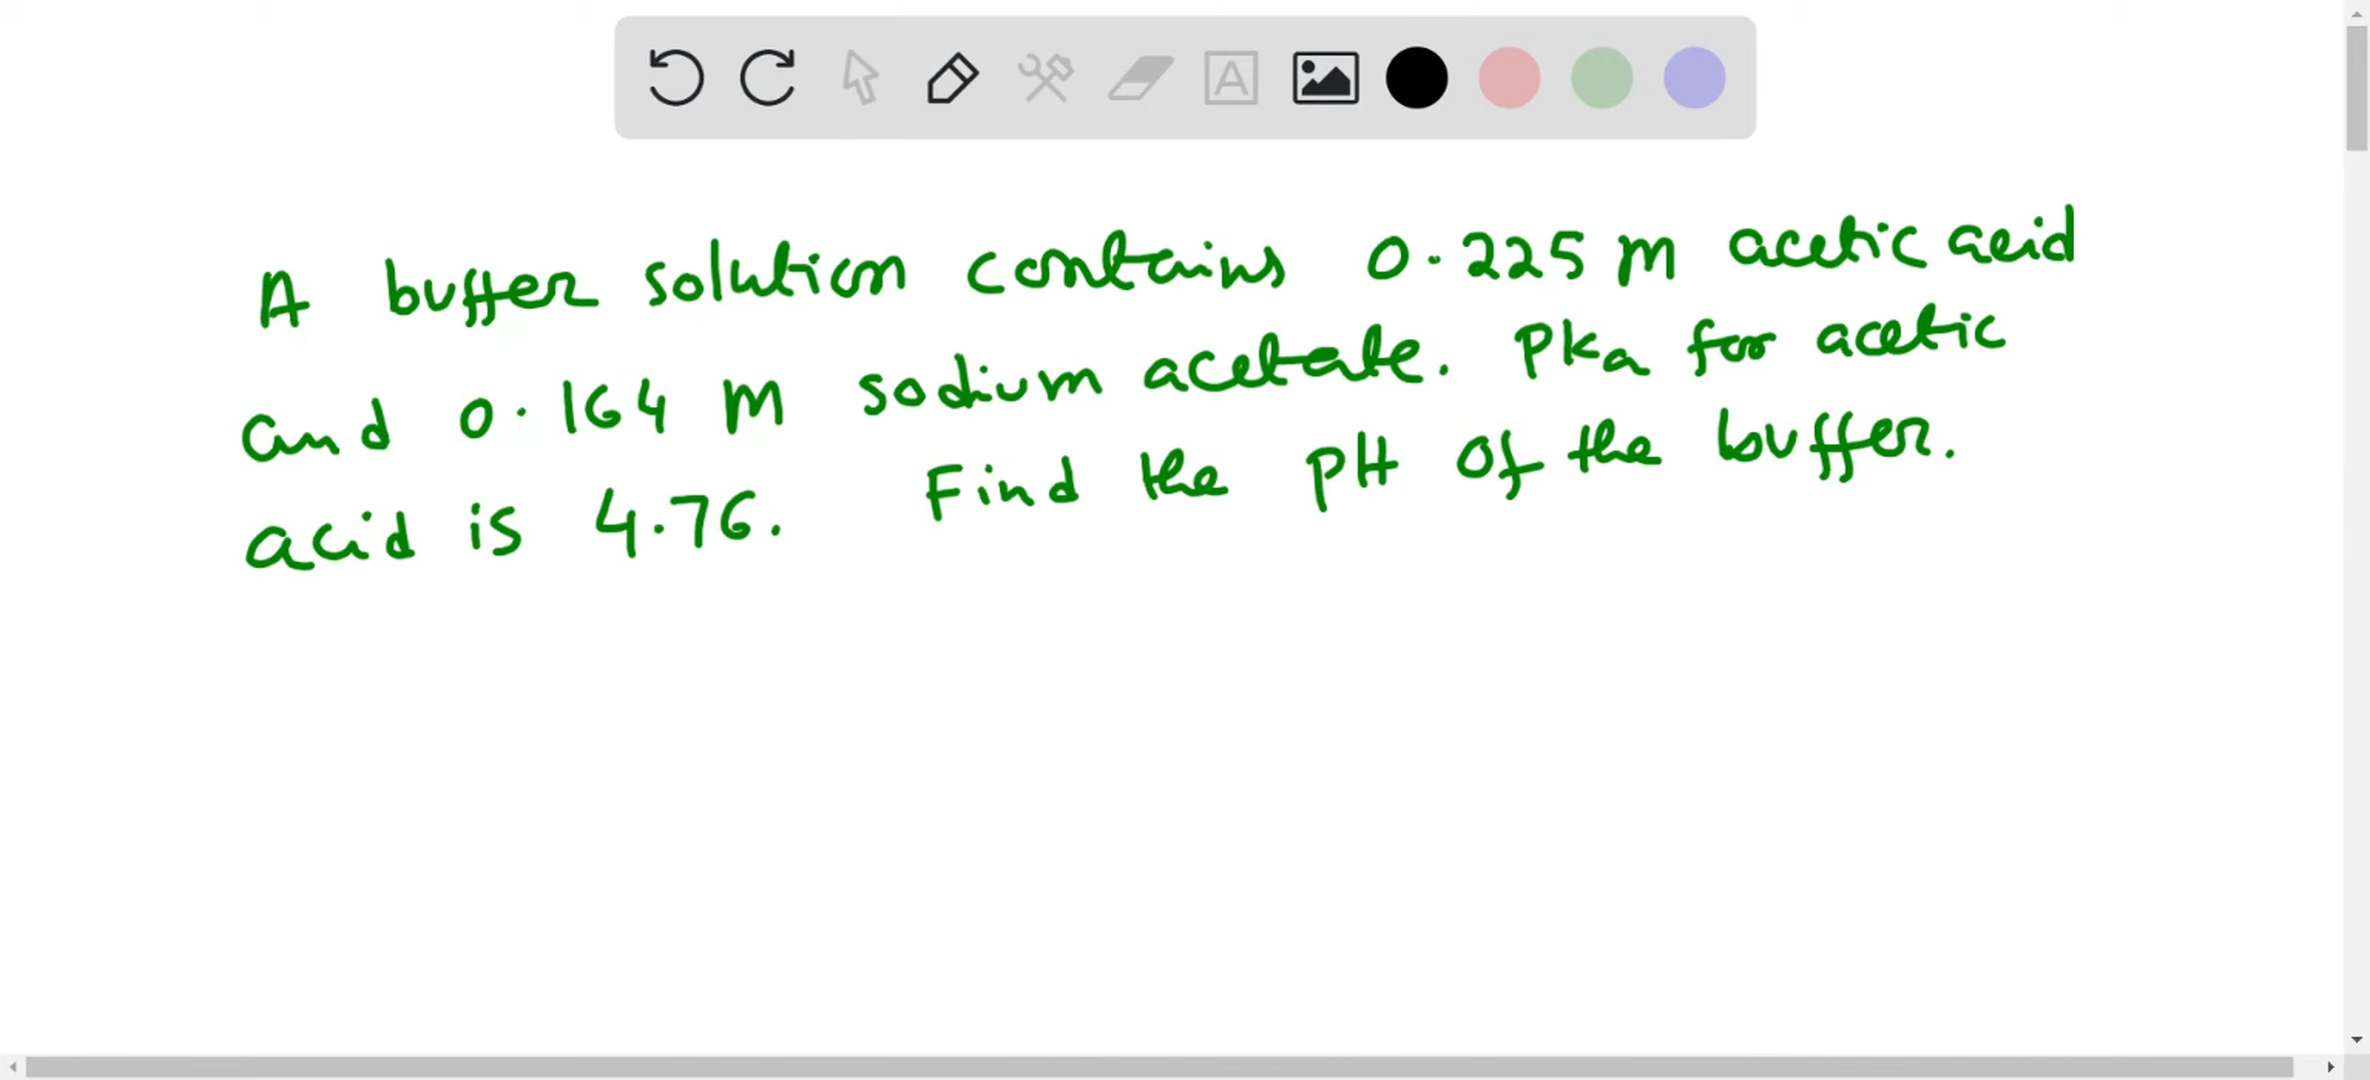 A
A buffer solution contains 0.225 M acetic acid
and 0.164 M sodium acetate. Pka for acetic
acid is 4.76. Find the pH of the buffer.